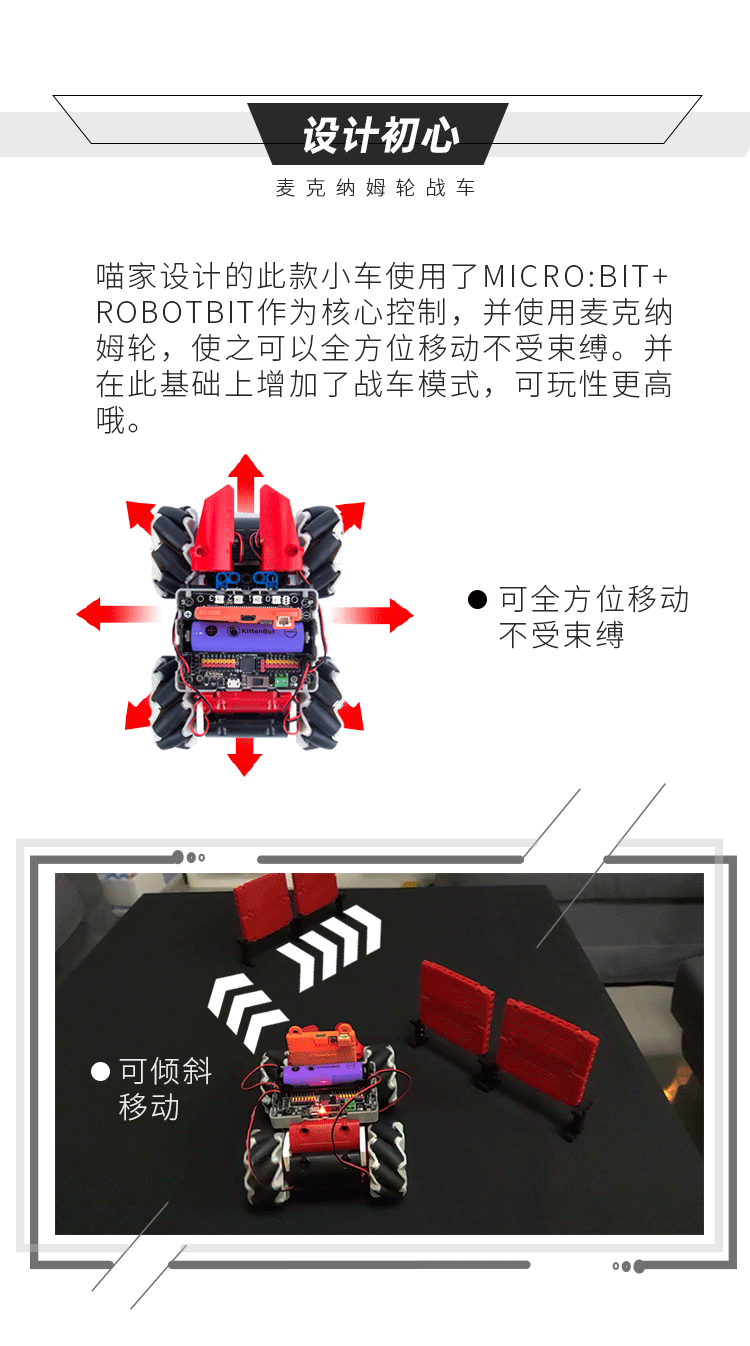 设计初心
麦克纳姆轮战车
喵家设计的此款小车使用了MICRO:BIT+
ROBOTBIT作为核心控制，并使用麦克纳
姆轮，使之可以全方位移动不受束缚。并
在此基础上增加了战车模式，可玩性更高
哦。
KittenBot
可全方位移动
不受束缚
可倾斜
移动